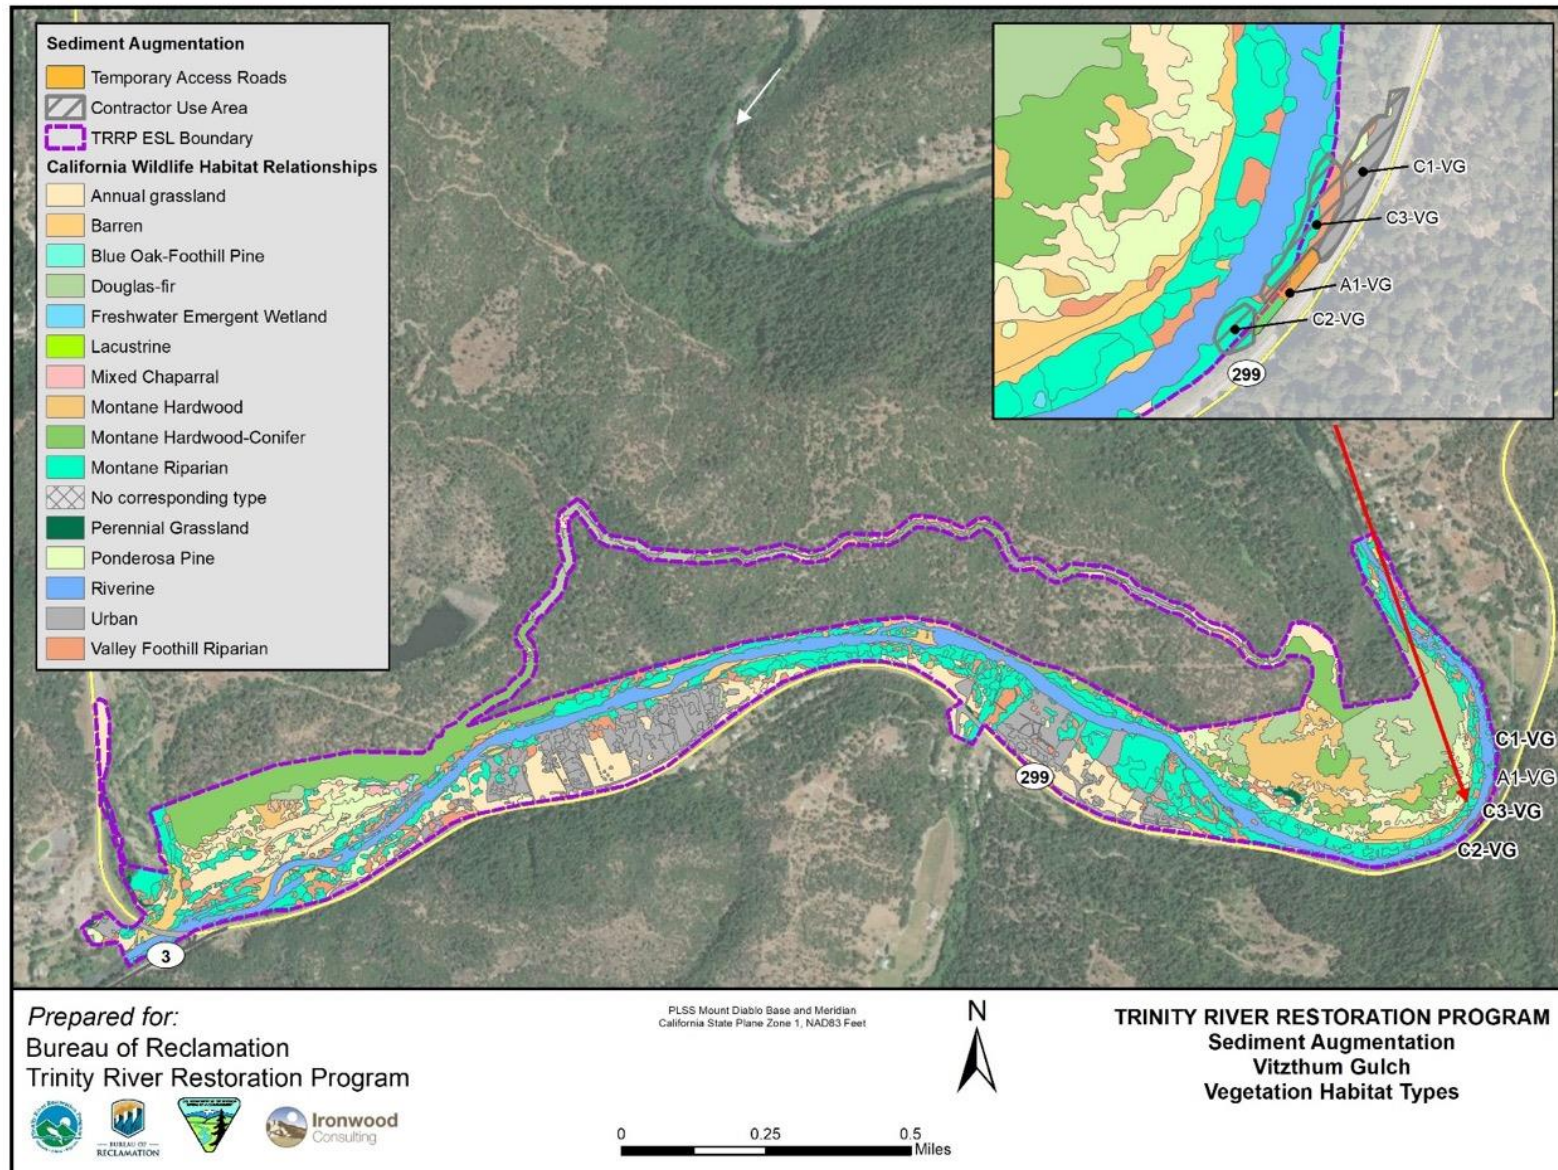 Sediment Augmentation
Temporary Access Roads
Contractor Use Area
TRRP ESL Boundary
California Wildlife Habitat Relationships
Annual grassland
Barren
Blue Oak-Foothill Pine
Douglas-fir
Freshwater Emergent Wetland
Lacustrine
Mixed Chaparral
Montane Hardwood
Montane Hardwood-Conifer
Montane Riparian
No corresponding type
Perennial Grassland
Ponderosa Pine
Riverine
Urban
Valley Foothill Riparian
C1-VG
C3-VG
A1-VG
C2-VG
299
C1-VG
A1-VG
C3-VG
C2-VG
299
3
Prepared for:
Bureau of Reclamation
Trinity River Restoration Program
BUREAU OF
RECLAMATION
Ironwood
Consulting
PLSS Mount Diablo Base and Meridian
California State Plane Zone 1, NAD83 Feet
N
0 0.25 0.5
Miles
TRINITY RIVER RESTORATION PROGRAM
Sediment Augmentation
Vitzthum Gulch
Vegetation Habitat Types